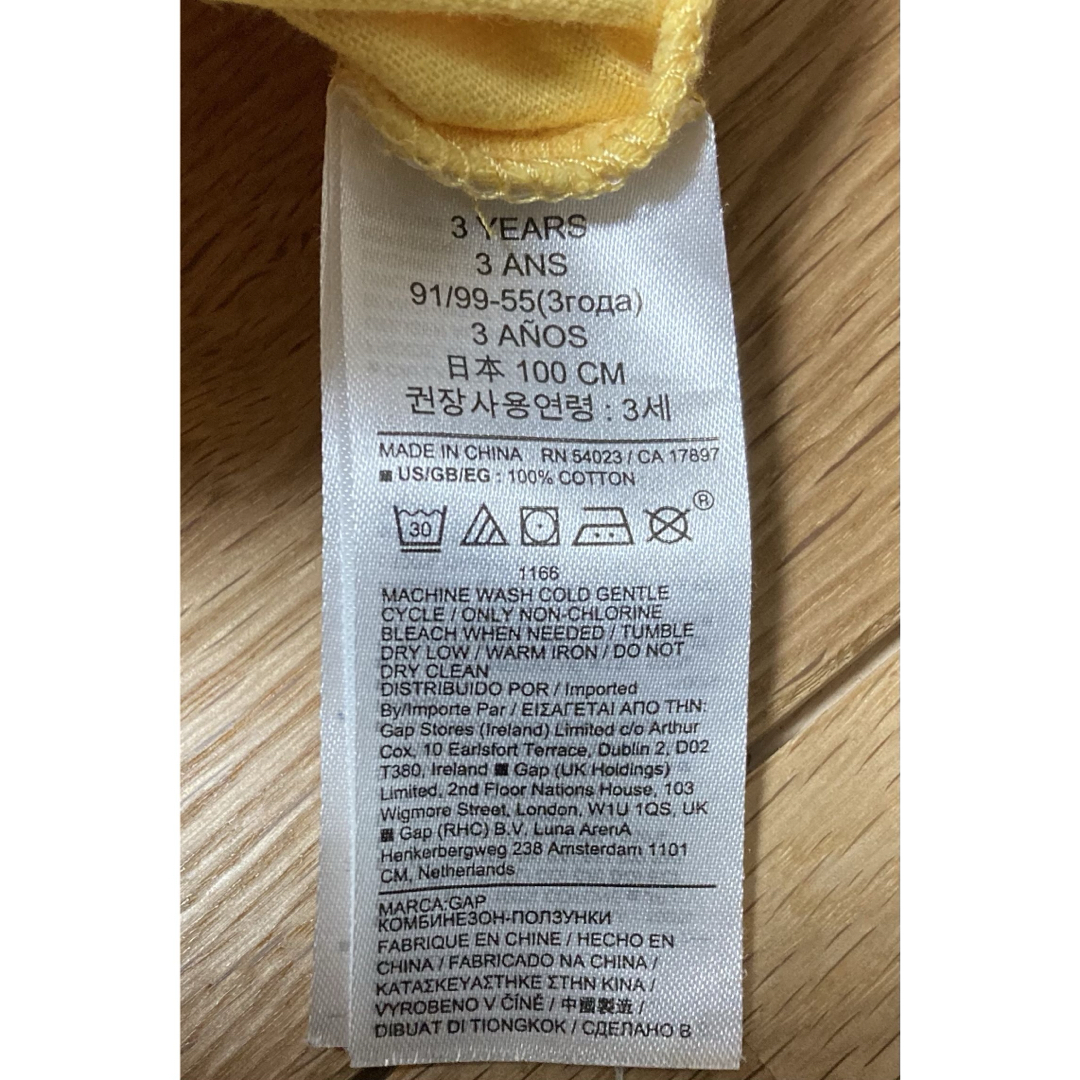 3 YEARS
3 ANS
91/99-55(3года)
3 AÑOS
日本 100 CM
권장사용연령 : 3세
MADE IN CHINA RN 54023 / CA 17897
US/GB/EG : 100% COTTON
30 ®
1166
MACHINE WASH COLD GENTLE
CYCLE / ONLY NON-CHLORINE
BLEACH WHEN NEEDED / TUMBLE
DRY LOW / WARM IRON / DO NOT
DRY CLEAN
DISTRIBUIDO POR / Imported
By/Importe Par / ΕΙΣΑΓΕΤΑΙ ΑΠΟ ΤΗΝ:
Gap Stores (Ireland) Limited c/o Arthur
Cox, 10 Earlsfort Terrace, Dublin 2, D02
T380, Ireland ■ Gap (UK Holdings)
Limited, 2nd Floor Nations House, 103
Wigmore Street, London, W1U 1QS, UK
■ Gap (RHC) B.V. Luna ArenA
Henkerbergweg 238 Amsterdam 1101
CM, Netherlands
MARCA:GAP
КОМБИНЕЗОН-ПОЛЗУНКИ
FABRIQUE EN CHINE / HECHO EN
CHINA / FABRICADO NA CHINA /
ΚΑΤΑΣΚΕΥΑΣΤΗΚΕ ΣΤΗΝ ΚΙΝΑ /
VYROBENO V ČÍNĚ / 中國製造 /
DIBUAT DI TIONGKOK / СДЕЛАНО В